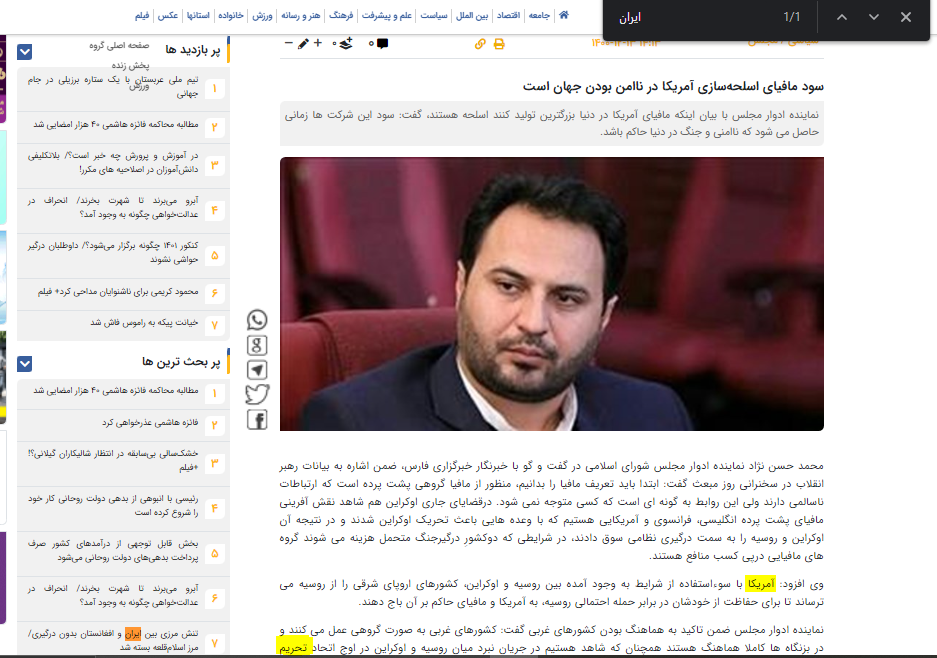 ایران
1/1
جامعه
اقتصاد
بین الملل
سیاست
علم و پیشرفت
فرهنگ
هنر و رسانه
ورزش
خانواده
استانها
عکس
فیلم
پر بازدید ها
صفحه اصلی گروه
پخش زنده
ورزش
۱
تیم ملی عربستان با یک ستاره برزیلی در جام
جهانی
۲
مطالبه محاکمه فائزه هاشمی ۴۰ هزار امضایی شد
۳
در آموزش و پرورش چه خبر است؟/ بلاتکلیفی
دانش‌آموزان در اصلاحیه های مکرر!
۴
آبرو می‌برند تا شهرت بخرند/ انحراف در
عدالت‌خواهی چگونه به وجود آمد؟
۵
کنکور ۱۴۰۱ چگونه برگزار می‌شود؟/ داوطلبان درگیر
حواشی نشوند
۶
محمود کریمی برای ناشنوایان مداحی کرد+ فیلم
۷
خیانت پیکه به راموس فاش شد
پر بحث ترین ها
۱
مطالبه محاکمه فائزه هاشمی ۴۰ هزار امضایی شد
۲
فائزه هاشمی عذرخواهی کرد
۳
خشک‌سالی بی‌سابقه در انتظار شالیکاران گیلانی؟!
+فیلم
۴
رئیسی با انبوهی از بدهی دولت روحانی کار خود
را شروع کرده است
۵
بخش قابل توجهی از درآمدهای کشور صرف
پرداخت بدهی‌های دولت روحانی می‌شود
۶
آبرو می‌برند تا شهرت بخرند/ انحراف در
عدالت‌خواهی چگونه به وجود آمد؟
۷
تنش مرزی بین ایران و افغانستان بدون درگیری/
مرز اسلام‌قلعه بسته شد
سود مافیای اسلحه‌سازی آمریکا در ناامن بودن جهان است
نماینده ادوار مجلس با بیان اینکه مافیای آمریکا در دنیا بزرگترین تولید کنند اسلحه هستند، گفت: سود این شرکت ها زمانی
حاصل می شود که ناامنی و جنگ در دنیا حاکم باشد.
محمد حسن نژاد نماینده ادوار مجلس شورای اسلامی در گفت و گو با خبرنگار خبرگزاری فارس، ضمن اشاره به بیانات رهبر
انقلاب در سخنرانی روز مبعث گفت: ابتدا باید تعریف مافیا را بدانیم، منظور از مافیا گروهی پشت پرده است که ارتباطات
ناسالمی دارند ولی این روابط به گونه ای است که کسی متوجه نمی شود. درقضایای جاری اوکراین هم شاهد نقش آفرینی
مافیای پشت پرده انگلیسی، فرانسوی و آمریکایی هستیم که با وعده هایی باعث تحریک اوکراین شدند و در نتیجه آن
اوکراین و روسیه را به سمت درگیری نظامی سوق دادند، در شرایطی که دوکشورِ درگیرجنگ متحمل هزینه می شوند گروه
های مافیایی درپی کسب منافع هستند.
وی افزود: آمریکا با سوءاستفاده از شرایط به وجود آمده بین روسیه و اوکراین، کشورهای اروپای شرقی را از روسیه می
ترساند تا برای حفاظت از خودشان در برابر حمله احتمالی روسیه، به آمریکا و مافیای حاکم بر آن باج دهند.
نماینده ادوار مجلس ضمن تاکید به هماهنگ بودن کشورهای غربی گفت: کشورهای غربی به صورت گروهی عمل می کنند و
در بزنگاه ها کاملا هماهنگ هستند همچنان که شاهد هستیم در جریان نبرد میان روسیه و اوکراین در اوج اتحاد تحریم